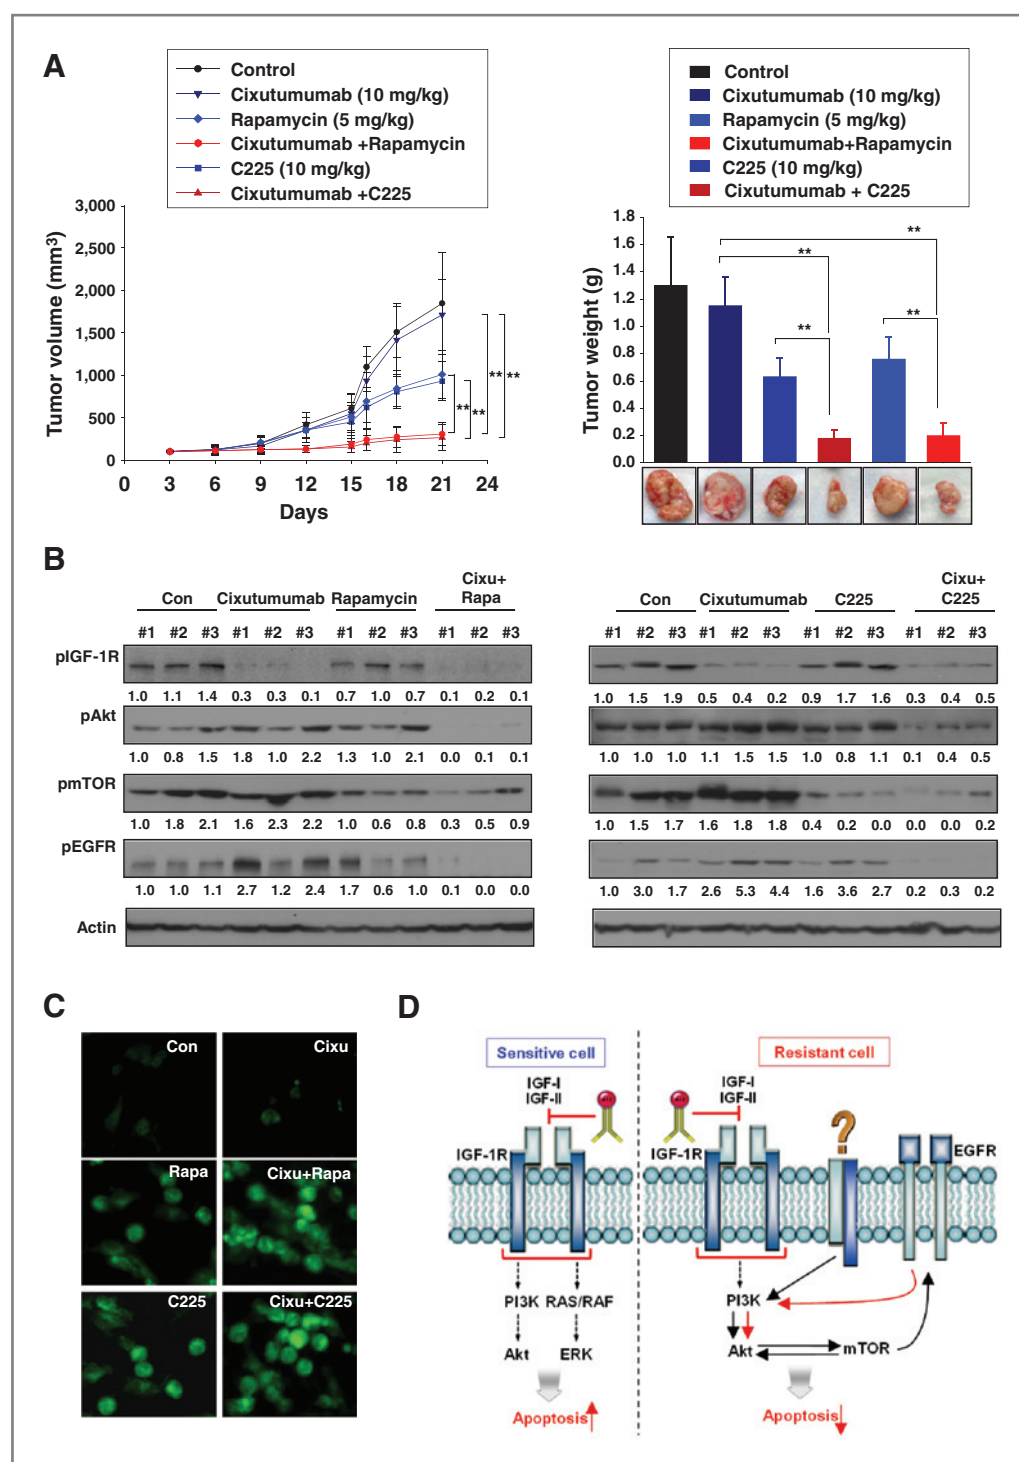 A
Control
Cixutumumab (10 mg/kg)
Rapamycin (5 mg/kg)
Cixutumumab +Rapamycin
C225 (10 mg/kg)
Cixutumumab +C225
Tumor volume (mm³)
3,000
2,500
2,000
1,500
1,000
500
0
0 3 6 9 12 15 18 21 24
Days
** ** ** **
Control
Cixutumumab (10 mg/kg)
Rapamycin (5 mg/kg)
Cixutumumab+Rapamycin
C225 (10 mg/kg)
Cixutumumab + C225
Tumor weight (g)
1.8
1.6
1.4
1.2
1.0
0.8
0.6
0.4
0.2
0.0
**
**
**
**
B
Con Cixutumumab Rapamycin Cixu+
Rapa
#1 #2 #3 #1 #2 #3 #1 #2 #3 #1 #2 #3
pIGF-1R
1.0 1.1 1.4 0.3 0.3 0.1 0.7 1.0 0.7 0.1 0.2 0.1
pAkt
1.0 0.8 1.5 1.8 1.0 2.2 1.3 1.0 2.1 0.0 0.1 0.1
pmTOR
1.0 1.8 2.1 1.6 2.3 2.2 1.0 0.6 0.8 0.3 0.5 0.9
pEGFR
1.0 1.0 1.1 2.7 1.2 2.4 1.7 0.6 1.0 0.1 0.0 0.0
Actin
Con Cixutumumab C225 Cixu+
C225
#1 #2 #3 #1 #2 #3 #1 #2 #3 #1 #2 #3
1.0 1.5 1.9 0.5 0.4 0.2 0.9 1.7 1.6 0.3 0.4 0.5
1.0 1.0 1.0 1.1 1.5 1.5 1.0 0.8 1.1 0.1 0.4 0.5
1.0 1.5 1.7 1.6 1.8 1.8 0.4 0.2 0.0 0.0 0.0 0.2
1.0 3.0 1.7 2.6 5.3 4.4 1.6 3.6 2.7 0.2 0.3 0.2
C
Con Cixu
Rapa Cixu+Rapa
C225 Cixu+C225
D
Sensitive cell
IGF-I
IGF-II
IGF-1R
PI3K RAS/RAF
Akt ERK
Apoptosis
Resistant cell
IGF-I
IGF-II
IGF-1R
?
EGFR
PI3K
Akt mTOR
Apoptosis